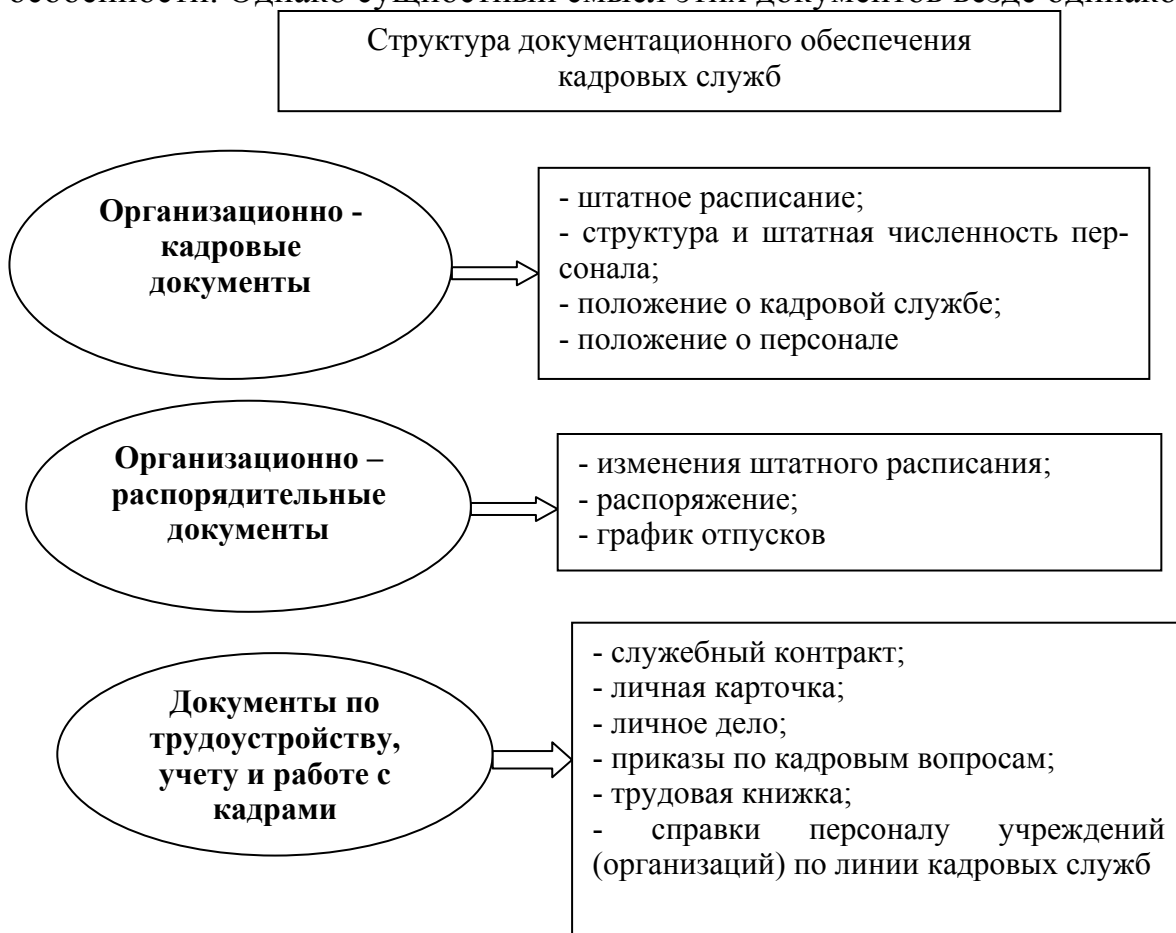 особенности. Однако сущностный смысл этих документов везде одинако
Структура документационного обеспечения
кадровых служб
Организационно -
кадровые
документы
- штатное расписание;
- структура и штатная численность пер-
сонала;
- положение о кадровой службе;
- положение о персонале
Организационно –
распорядительные
документы
- изменения штатного расписания;
- распоряжение;
- график отпусков
Документы по
трудоустройству,
учету и работе с
кадрами
- служебный контракт;
- личная карточка;
- личное дело;
- приказы по кадровым вопросам;
- трудовая книжка;
- справки персоналу учреждений
(организаций) по линии кадровых служб